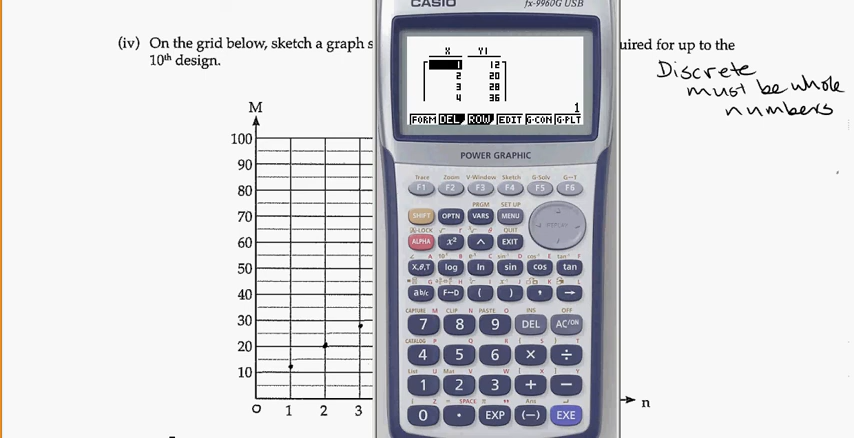 CASIO
fx-9960G USB
(iv) On the grid below, sketch a graph s
uired for up to the
10th design.
Discrete
must be whole
numbers
X Y1
1 12
2 20
3 28
4 36
1
FORM DEL ROW EDIT G·CON G·PLT
POWER GRAPHIC
Trace Zoom V-Window Sketch G-Solv G↔T
F1 F2 F3 F4 F5 F6
PRGM SET UP
SHIFT OPTN VARS MENU
A-LOCK QUIT
ALPHA x² ^ EXIT
REPLAY
X,θ,T log ln sin cos tan
ab/c F↔D ( ) , →
CAPTURE M CLIP N PASTE O INS OFF
7 8 9 DEL AC/ON
CATALOG P Q R S T
4 5 6 × ÷
List U Mat V W X Y
1 2 3 + −
Z SPACE Ans
0 . EXP (−) EXE
M
100
90
80
70
60
50
40
30
20
10
O 1 2 3
n